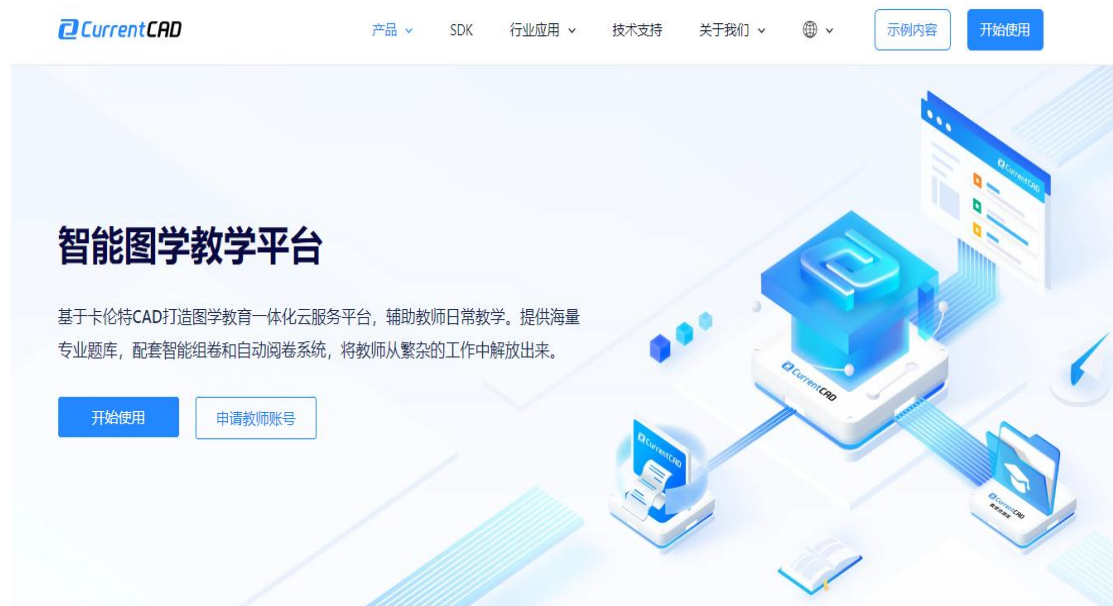 CurrentCAD
产品
SDK
行业应用
技术支持
关于我们
示例内容
开始使用
CurrentCAD
智能图学教学平台
基于卡伦特CAD打造图学教育一体化云服务平台，辅助教师日常教学。提供海量
专业题库，配套智能组卷和自动阅卷系统，将教师从繁杂的工作中解放出来。
CurrentCAD
开始使用
申请教师账号
CurrentCAD
CurrentCAD